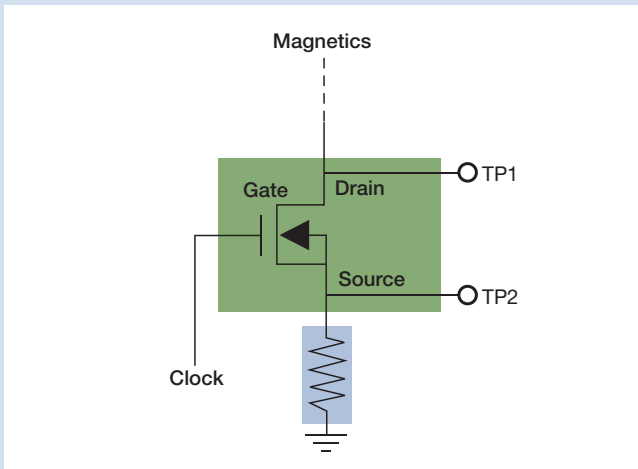 Magnetics
Gate
Drain
TP1
Source
TP2
Clock